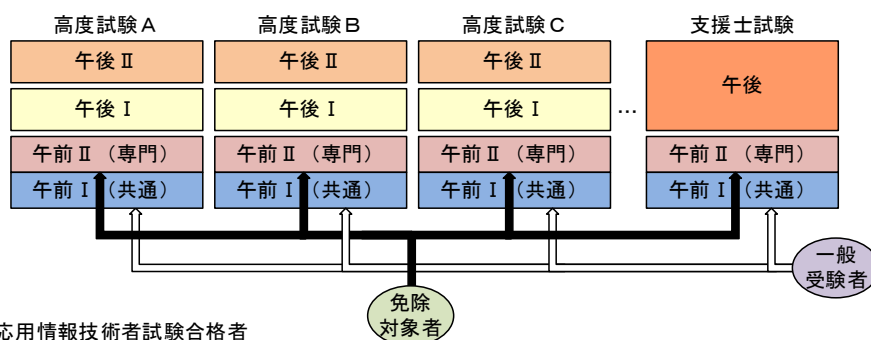 高度試験A
高度試験B
高度試験C
支援士試験
午後Ⅱ
午後Ⅱ
午後Ⅱ
午後
午後Ⅰ
午後Ⅰ
午後Ⅰ
…
午前Ⅱ（専門）
午前Ⅱ（専門）
午前Ⅱ（専門）
午前Ⅱ（専門）
午前Ⅰ（共通）
午前Ⅰ（共通）
午前Ⅰ（共通）
午前Ⅰ（共通）
一般
受験者
免除
対象者
応用情報技術者試験合格者